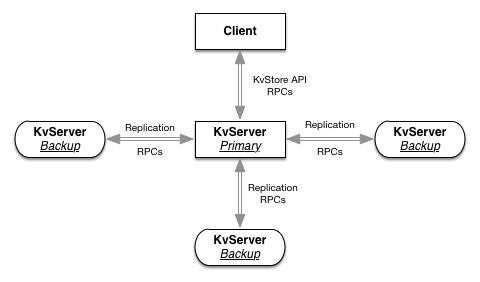 Client
KvStore API
RPCs
KvServer
Backup
Replication
RPCs
KvServer
Primary
Replication
RPCs
KvServer
Backup
Replication
RPCs
KvServer
Backup